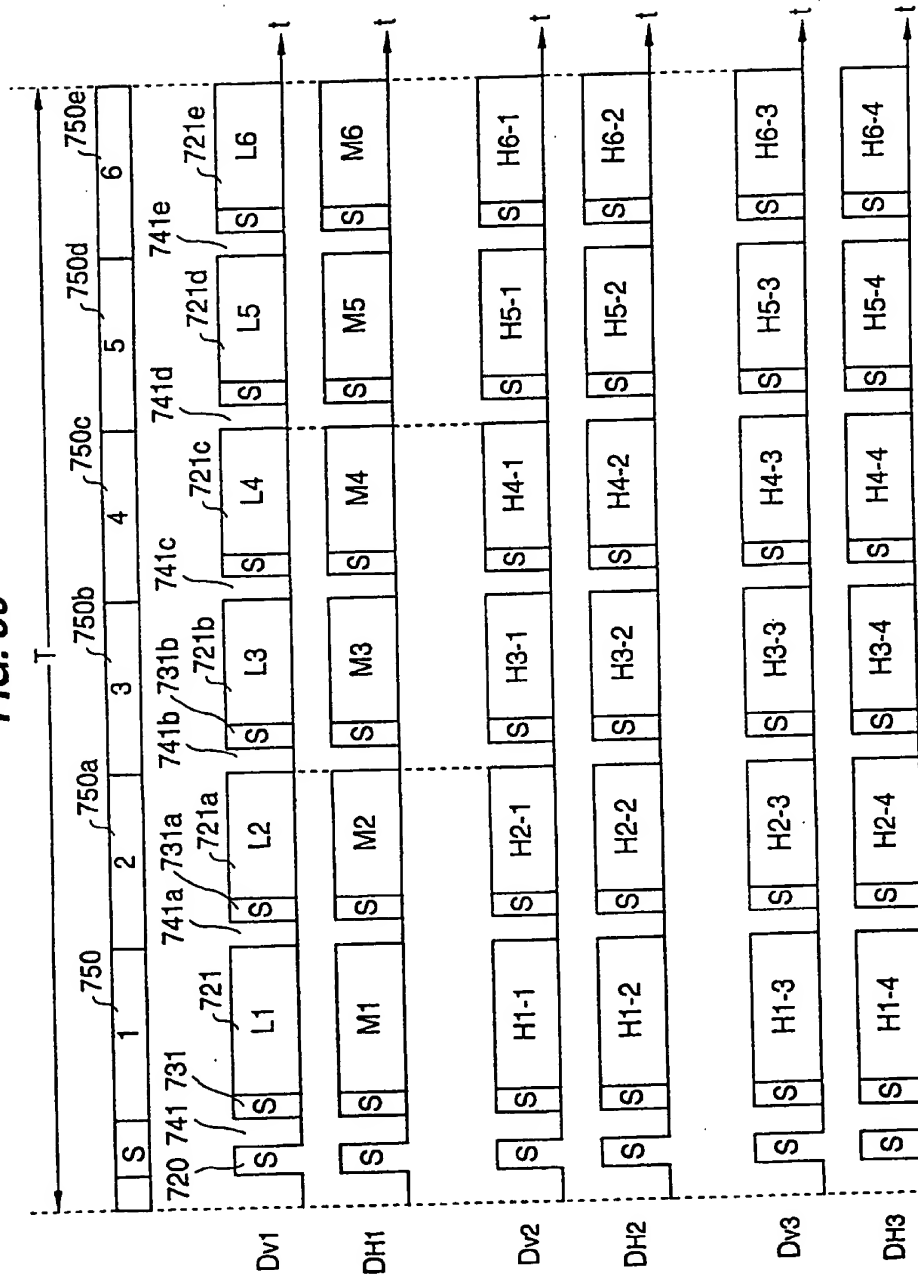 T
750 750a 750b 750c 750d 750e
S 1 2 3 4 5 6
720 741 731 721 741a 731a 721a 741b 731b 721b 741c 721c 741d 721d 741e 721e
Dv1 S S L1 S L2 S L3 S L4 S L5 S L6 t
DH1 S S M1 S M2 S M3 S M4 S M5 S M6 t
Dv2 S S H1-1 S H2-1 S H3-1 S H4-1 S H5-1 S H6-1 t
DH2 S S H1-2 S H2-2 S H3-2 S H4-2 S H5-2 S H6-2 t
Dv3 S S H1-3 S H2-3 S H3-3 S H4-3 S H5-3 S H6-3 t
DH3 S S H1-4 S H2-4 S H3-4 S H4-4 S H5-4 S H6-4 t